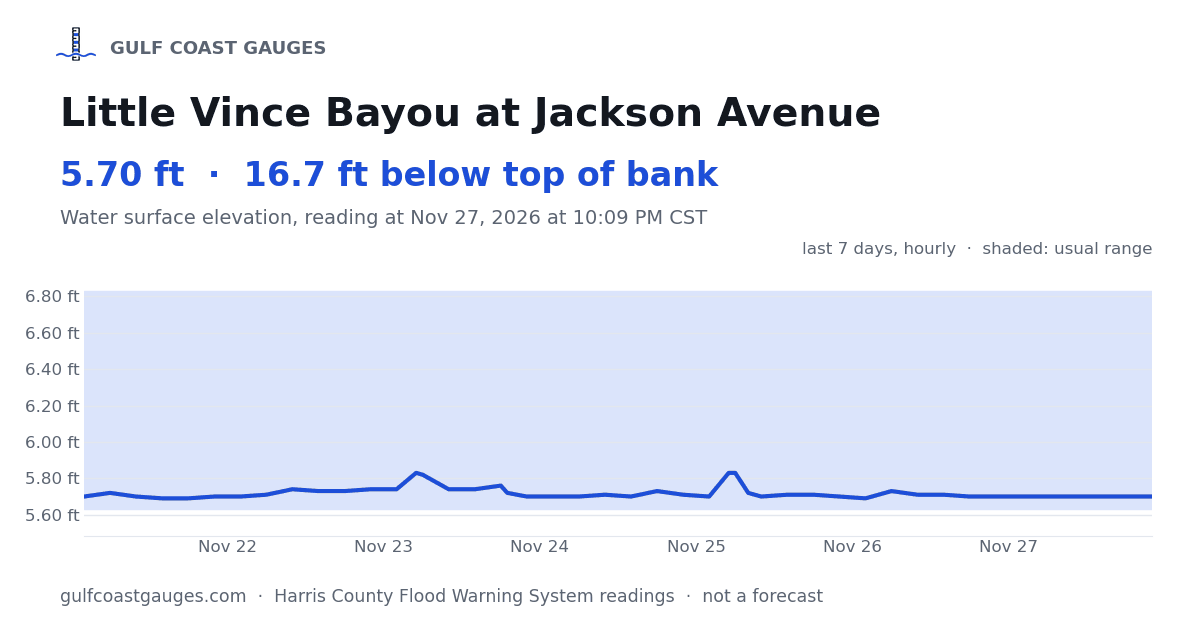 GULF COAST GAUGES
Little Vince Bayou at Jackson Avenue
5.70 ft · 16.7 ft below top of bank
Water surface elevation, reading at Nov 27, 2026 at 10:09 PM CST
last 7 days, hourly · shaded: usual range
6.80 ft
6.60 ft
6.40 ft
6.20 ft
6.00 ft
5.80 ft
5.60 ft
Nov 22 Nov 23 Nov 24 Nov 25 Nov 26 Nov 27
gulfcoastgauges.com · Harris County Flood Warning System readings · not a forecast